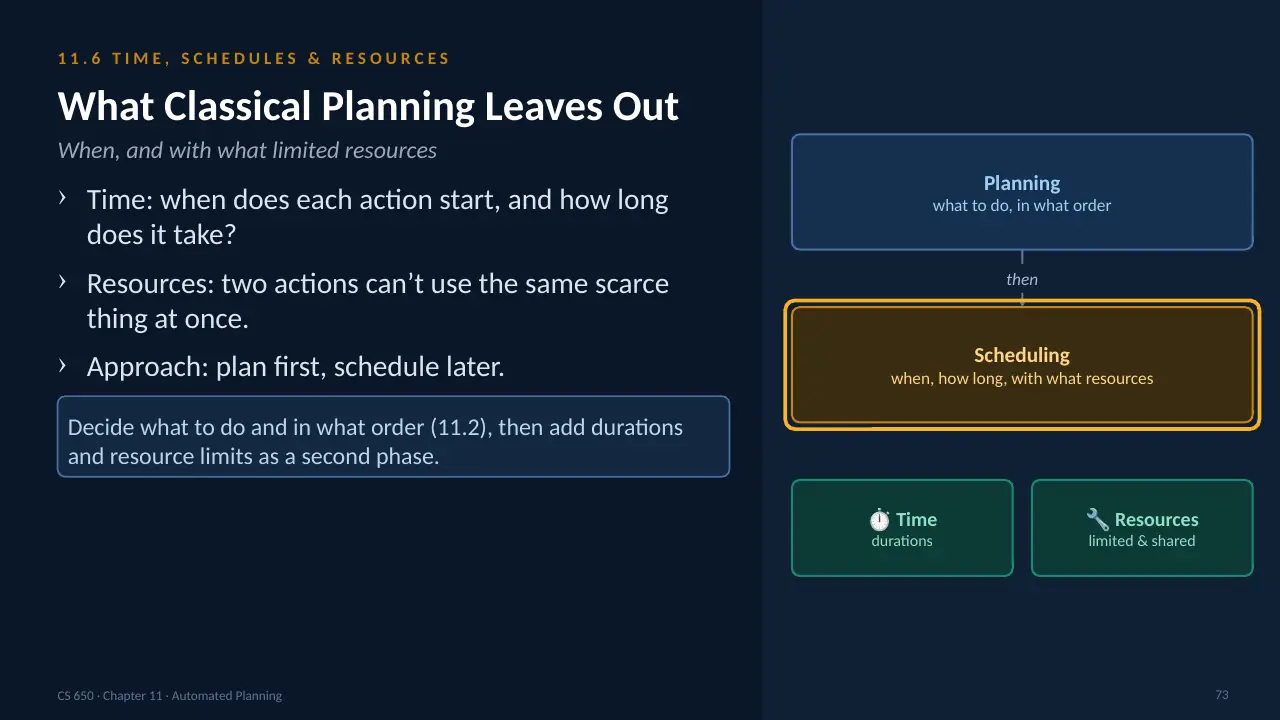 11.6 TIME, SCHEDULES & RESOURCES
What Classical Planning Leaves Out
When, and with what limited resources
› Time: when does each action start, and how long
does it take?
› Resources: two actions can’t use the same scarce
thing at once.
› Approach: plan first, schedule later.
Decide what to do and in what order (11.2), then add durations
and resource limits as a second phase.
Planning
what to do, in what order
then
Scheduling
when, how long, with what resources
⏱️ Time
durations
🔧 Resources
limited & shared
CS 650 · Chapter 11 · Automated Planning
73